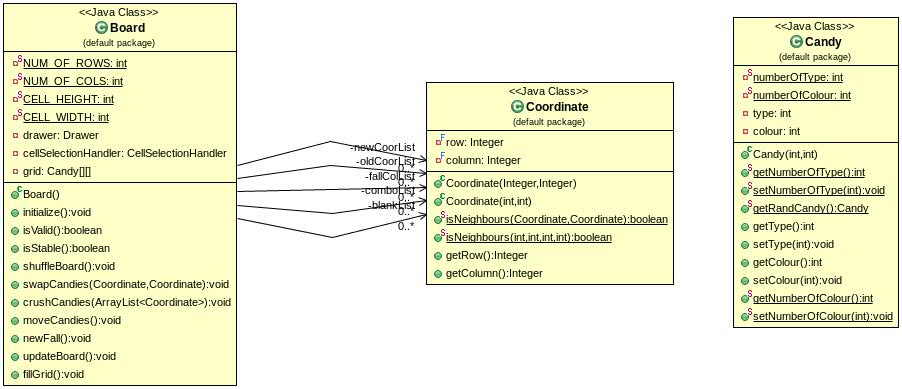 <<Java Class>>
Board
(default package)
NUM_OF_ROWS: int
NUM_OF_COLS: int
CELL_HEIGHT: int
CELL_WIDTH: int
drawer: Drawer
cellSelectionHandler: CellSelectionHandler
grid: Candy[][]
Board()
initialize():void
isValid():boolean
isStable():boolean
shuffleBoard():void
swapCandies(Coordinate,Coordinate):void
crushCandies(ArrayList<Coordinate>):void
moveCandies():void
newFall():void
updateBoard():void
fillGrid():void
-newCoorList
0..*
-oldCoorList
0..*
-fallCoorList
0..*
-comboList
0..*
-blankList
0..*
<<Java Class>>
Coordinate
(default package)
row: Integer
column: Integer
Coordinate(Integer,Integer)
Coordinate(int,int)
isNeighbours(Coordinate,Coordinate):boolean
isNeighbours(int,int,int,int):boolean
getRow():Integer
getColumn():Integer
<<Java Class>>
Candy
(default package)
numberOfType: int
numberOfColour: int
type: int
colour: int
Candy(int,int)
getNumberOfType():int
setNumberOfType(int):void
getRandCandy():Candy
getType():int
setType(int):void
getColour():int
setColour(int):void
getNumberOfColour():int
setNumberOfColour(int):void